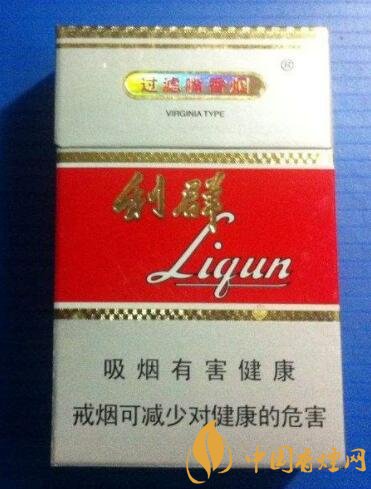 过滤嘴香烟
®
VIRGINIA TYPE
利群
Liqun
吸烟有害健康
戒烟可减少对健康的危害
中国香烟网